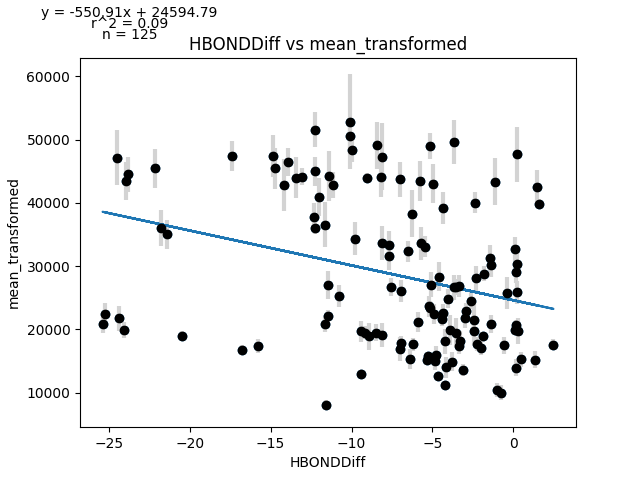 y = -550.91x + 24594.79
r^2 = 0.09
n = 125
HBONDDiff vs mean_transformed
60000
50000
40000
30000
20000
10000
mean_transformed
−25
−20
−15
−10
−5
0
HBONDDiff